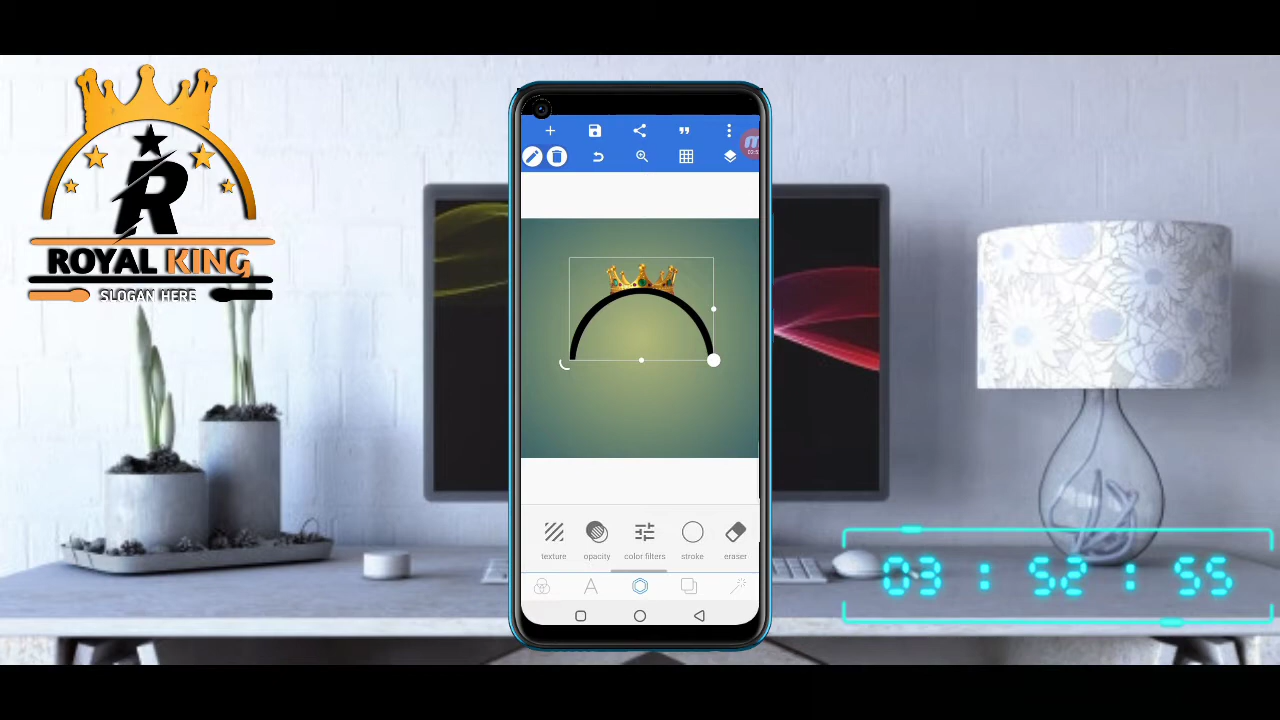 R
ROYAL KING
SLOGAN HERE
texture
opacity
color filters
stroke
eraser
A
03 : 52 : 55